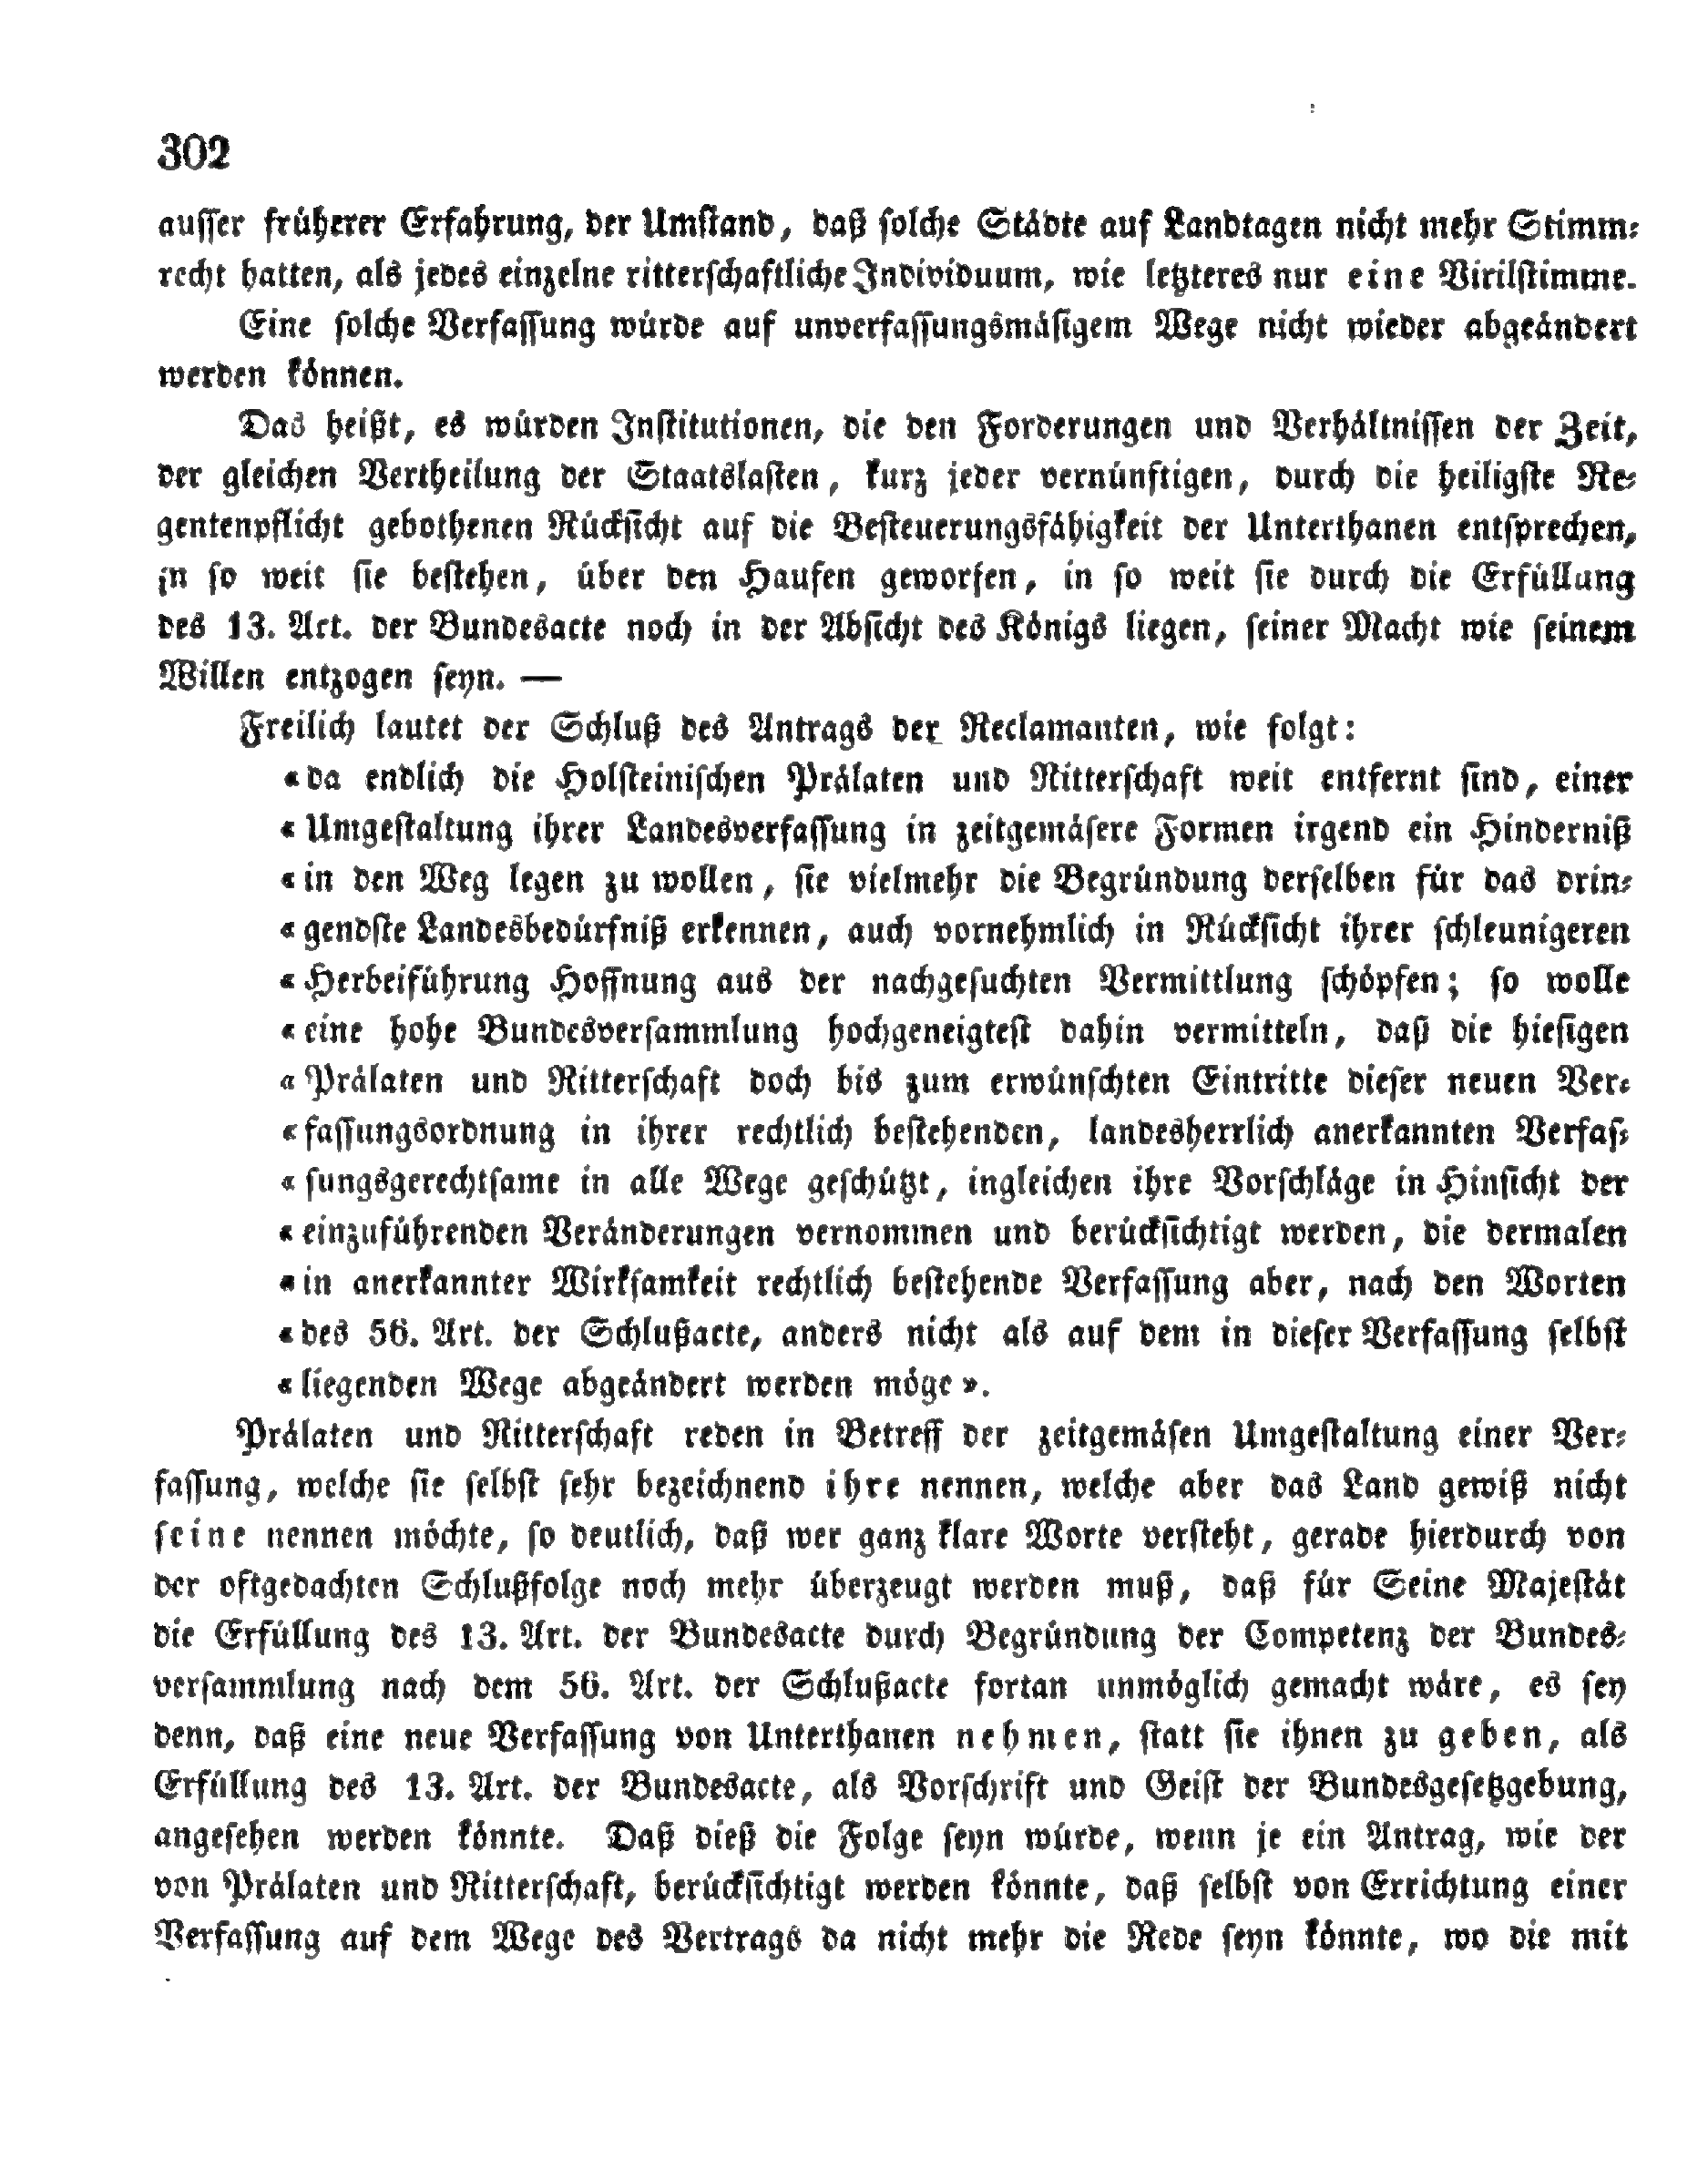 302
ausser früherer Erfahrung, der Umstand, daß solche Städte auf Landtagen nicht mehr Stimm-
recht hatten, als jedes einzelne ritterschaftliche Individuum, wie letzteres nur eine Virilstimme.
Eine solche Verfassung würde auf unverfassungsmäsigem Wege nicht wieder abgeändert
werden können.
Das heißt, es würden Institutionen, die den Forderungen und Verhältnissen der Zeit,
der gleichen Vertheilung der Staatslasten, kurz jeder vernünftigen, durch die heiligste Re-
gentenpflicht gebothenen Rücksicht auf die Besteuerungsfähigkeit der Unterthanen entsprechen,
in so weit sie bestehen, über den Haufen geworfen, in so weit sie durch die Erfüllung
des 13. Art. der Bundesacte noch in der Absicht des Königs liegen, seiner Macht wie seinem
Willen entzogen seyn. —
Freilich lautet der Schluß des Antrags der Reclamanten, wie folgt:
«da endlich die Holsteinischen Prälaten und Ritterschaft weit entfernt sind, einer
«Umgestaltung ihrer Landesverfassung in zeitgemäsere Formen irgend ein Hinderniß
«in den Weg legen zu wollen, sie vielmehr die Begründung derselben für das drin-
«gendste Landesbedürfniß erkennen, auch vornehmlich in Rücksicht ihrer schleunigeren
«Herbeiführung Hoffnung aus der nachgesuchten Vermittlung schöpfen; so wolle
«eine hohe Bundesversammlung hochgeneigtest dahin vermitteln, daß die hiesigen
«Prälaten und Ritterschaft doch bis zum erwünschten Eintritte dieser neuen Ver-
«fassungsordnung in ihrer rechtlich bestehenden, landesherrlich anerkannten Verfas-
«sungsgerechtsame in alle Wege geschützt, ingleichen ihre Vorschläge in Hinsicht der
«einzuführenden Veränderungen vernommen und berücksichtigt werden, die dermalen
«in anerkannter Wirksamkeit rechtlich bestehende Verfassung aber, nach den Worten
«des 56. Art. der Schlußacte, anders nicht als auf dem in dieser Verfassung selbst
«liegenden Wege abgeändert werden möge».
Prälaten und Ritterschaft reden in Betreff der zeitgemäsen Umgestaltung einer Ver-
fassung, welche sie selbst sehr bezeichnend ihre nennen, welche aber das Land gewiß nicht
seine nennen möchte, so deutlich, daß wer ganz klare Worte versteht, gerade hierdurch von
der oftgedachten Schlußfolge noch mehr überzeugt werden muß, daß für Seine Majestät
die Erfüllung des 13. Art. der Bundesacte durch Begründung der Competenz der Bundes-
versammlung nach dem 56. Art. der Schlußacte fortan unmöglich gemacht wäre, es sey
denn, daß eine neue Verfassung von Unterthanen nehmen, statt sie ihnen zu geben, als
Erfüllung des 13. Art. der Bundesacte, als Vorschrift und Geist der Bundesgesetzgebung,
angesehen werden könnte. Daß dieß die Folge seyn würde, wenn je ein Antrag, wie der
von Prälaten und Ritterschaft, berücksichtigt werden könnte, daß selbst von Errichtung einer
Verfassung auf dem Wege des Vertrags da nicht mehr die Rede seyn könnte, wo die mit